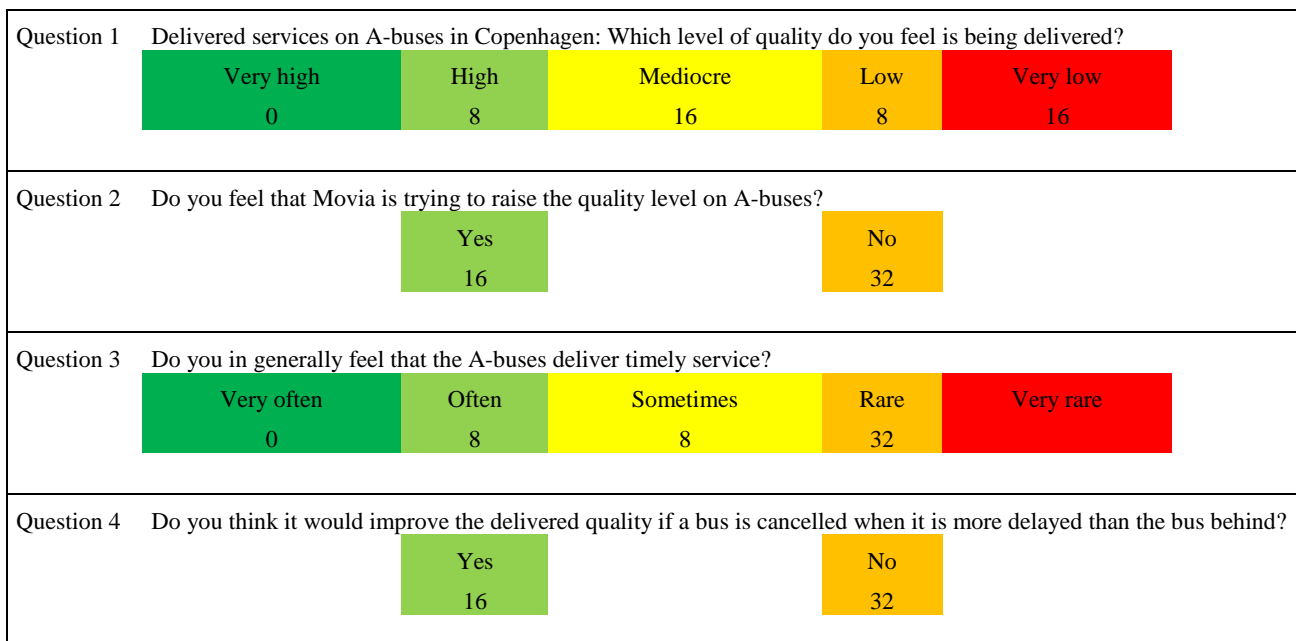 Question 1 Delivered services on A-buses in Copenhagen: Which level of quality do you feel is being delivered?
Very high High Mediocre Low Very low
0 8 16 8 16
Question 2 Do you feel that Movia is trying to raise the quality level on A-buses?
Yes No
16 32
Question 3 Do you in generally feel that the A-buses deliver timely service?
Very often Often Sometimes Rare Very rare
0 8 8 32
Question 4 Do you think it would improve the delivered quality if a bus is cancelled when it is more delayed than the bus behind?
Yes No
16 32